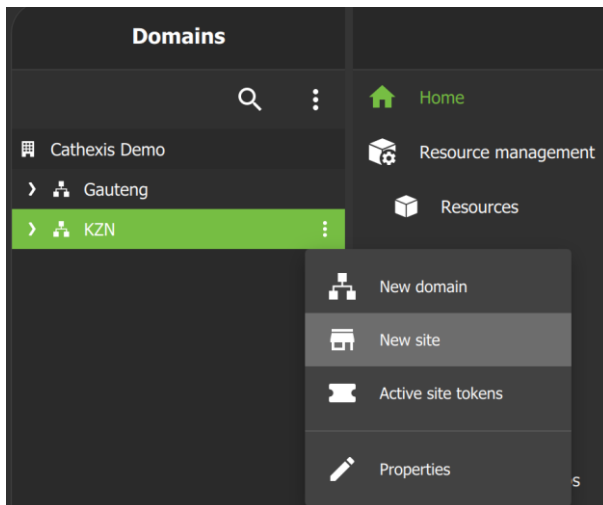 Domains
Cathexis Demo
Gauteng
KZN
Home
Resource management
Resources
New domain
New site
Active site tokens
Properties